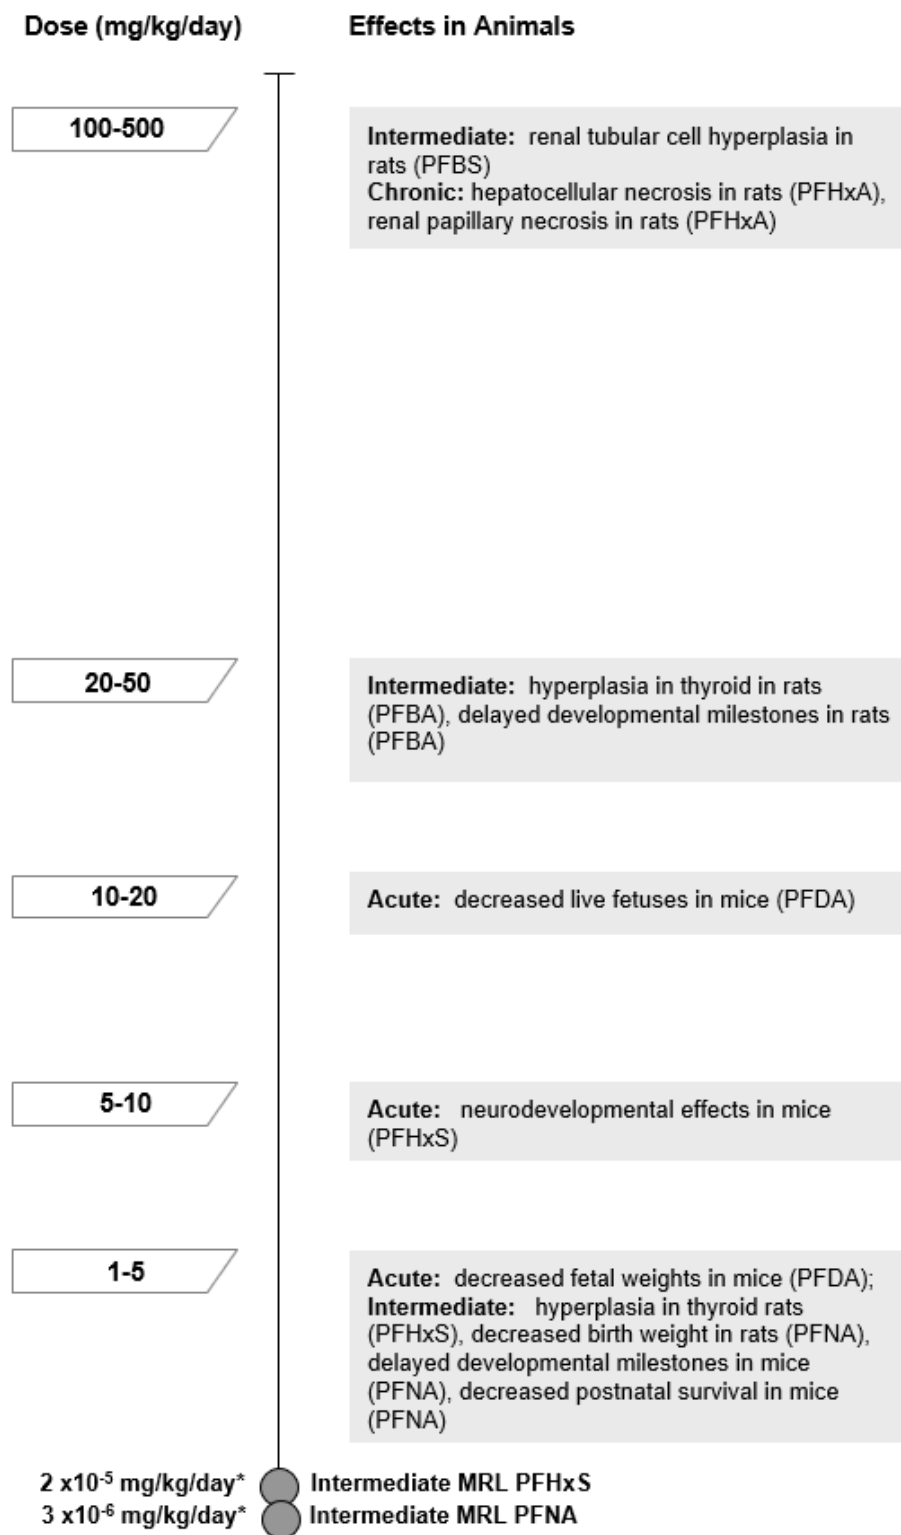 Dose (mg/kg/day) Effects in Animals
100-500
Intermediate: renal tubular cell hyperplasia in
rats (PFBS)
Chronic: hepatocellular necrosis in rats (PFHxA),
renal papillary necrosis in rats (PFHxA)
20-50
Intermediate: hyperplasia in thyroid in rats
(PFBA), delayed developmental milestones in rats
(PFBA)
10-20
Acute: decreased live fetuses in mice (PFDA)
5-10
Acute: neurodevelopmental effects in mice
(PFHxS)
1-5
Acute: decreased fetal weights in mice (PFDA);
Intermediate: hyperplasia in thyroid rats
(PFHxS), decreased birth weight in rats (PFNA),
delayed developmental milestones in mice
(PFNA), decreased postnatal survival in mice
(PFNA)
2 x10⁻⁵ mg/kg/day* Intermediate MRL PFHxS
3 x10⁻⁶ mg/kg/day* Intermediate MRL PFNA